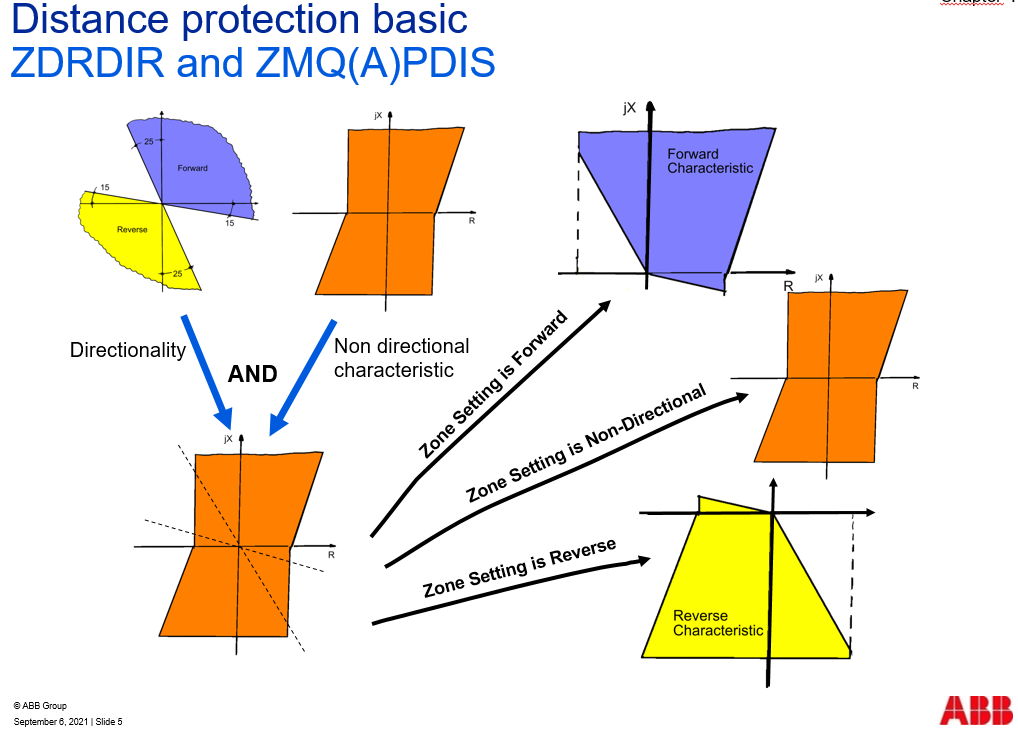 Distance protection basic
ZDRDIR and ZMQ(A)PDIS
jX
25
Forward
15
15
Reverse
25
jX
R
jX
Forward
Characteristic
R
Directionality
AND
Non directional
characteristic
Zone Setting is Forward
Zone Setting is Non-Directional
Zone Setting is Reverse
jX
R
jX
R
Reverse
Characteristic
© ABB Group
September 6, 2021 | Slide 5
ABB